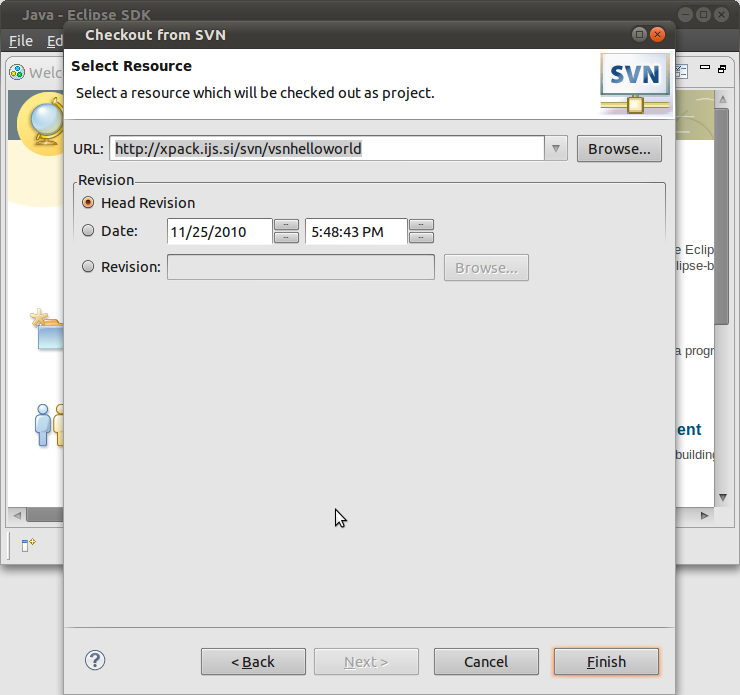 Java - Eclipse SDK
File Ed
Checkout from SVN
Welc
Select Resource
Select a resource which will be checked out as project.
SVN
URL: http://xpack.ijs.si/svn/vsnhelloworld Browse...
Revision
Head Revision
Date: 11/25/2010 5:48:43 PM
Revision: Browse...
e Eclip
lipse-b
a progr
ent
building
? < Back Next > Cancel Finish